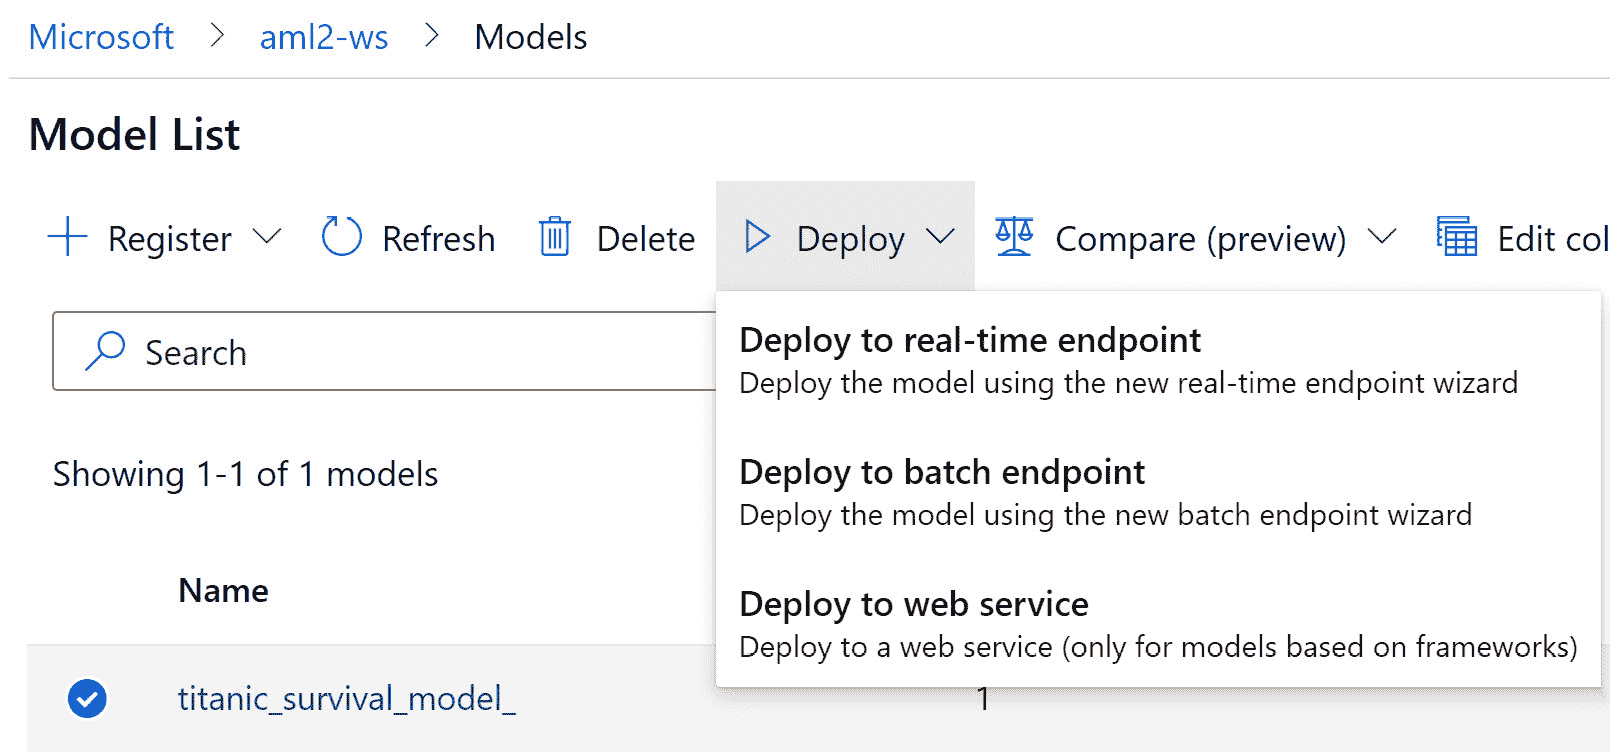 Microsoft > aml2-ws > Models
Model List
Register Refresh Delete Deploy Compare (preview) Edit col
Search
Deploy to real-time endpoint
Deploy the model using the new real-time endpoint wizard
Deploy to batch endpoint
Deploy the model using the new batch endpoint wizard
Deploy to web service
Deploy to a web service (only for models based on frameworks)
Showing 1-1 of 1 models
Name
titanic_survival_model_ 1